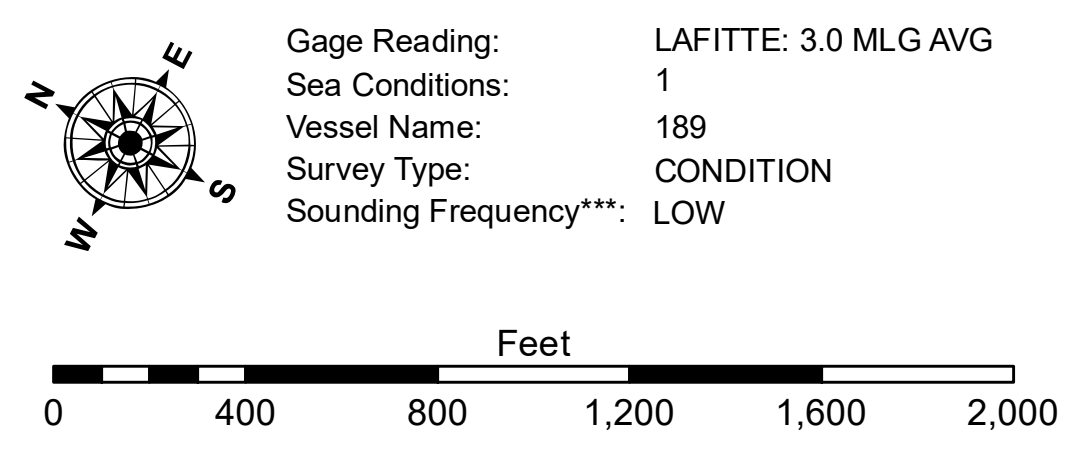 N E S W
Gage Reading: LAFITTE: 3.0 MLG AVG
Sea Conditions: 1
Vessel Name: 189
Survey Type: CONDITION
Sounding Frequency***: LOW
Feet
0 400 800 1,200 1,600 2,000